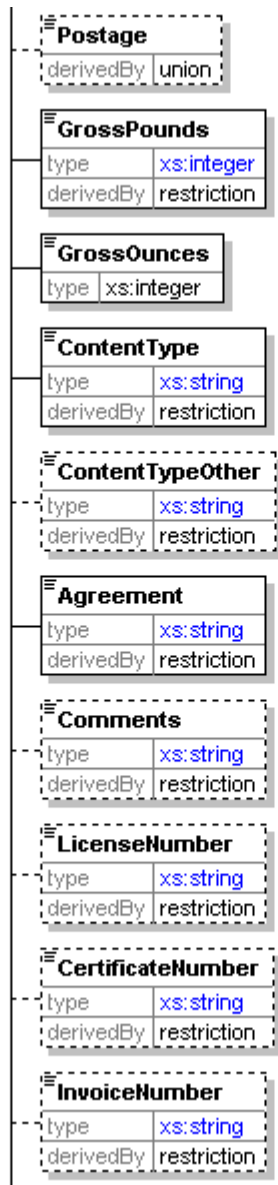 Postage
derivedBy union
GrossPounds
type xs:integer
derivedBy restriction
GrossOunces
type xs:integer
ContentType
type xs:string
derivedBy restriction
ContentTypeOther
type xs:string
derivedBy restriction
Agreement
type xs:string
derivedBy restriction
Comments
type xs:string
derivedBy restriction
LicenseNumber
type xs:string
derivedBy restriction
CertificateNumber
type xs:string
derivedBy restriction
InvoiceNumber
type xs:string
derivedBy restriction